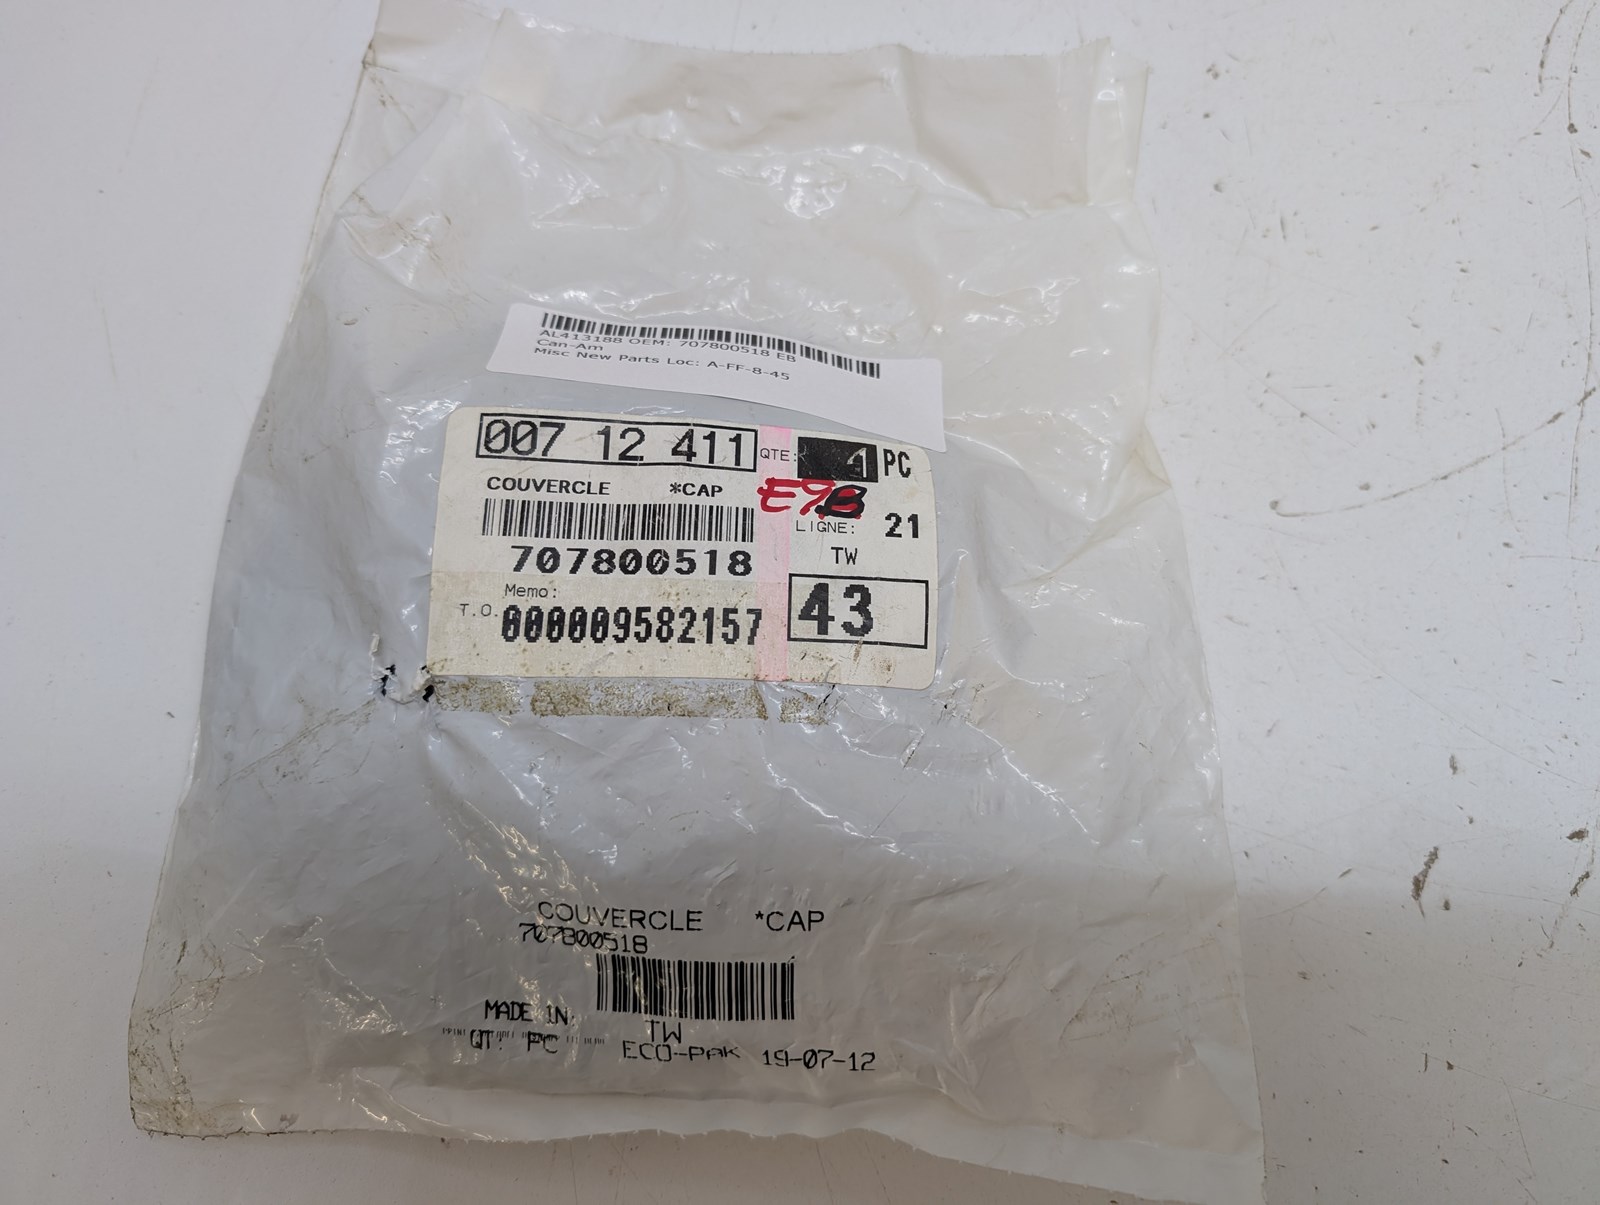 AL413188 OEM: 707800518 EB
Can-Am
Misc New Parts Loc: A-FF-8-45
007 12 411
QTE: 1 PC
COUVERCLE *CAP
LIGNE: 21
707800518
TW
Memo:
T.O. 000009582157
43
COUVERCLE *CAP
707800518
MADE IN
TW
QT: PC
ECO-PAK 19-07-12